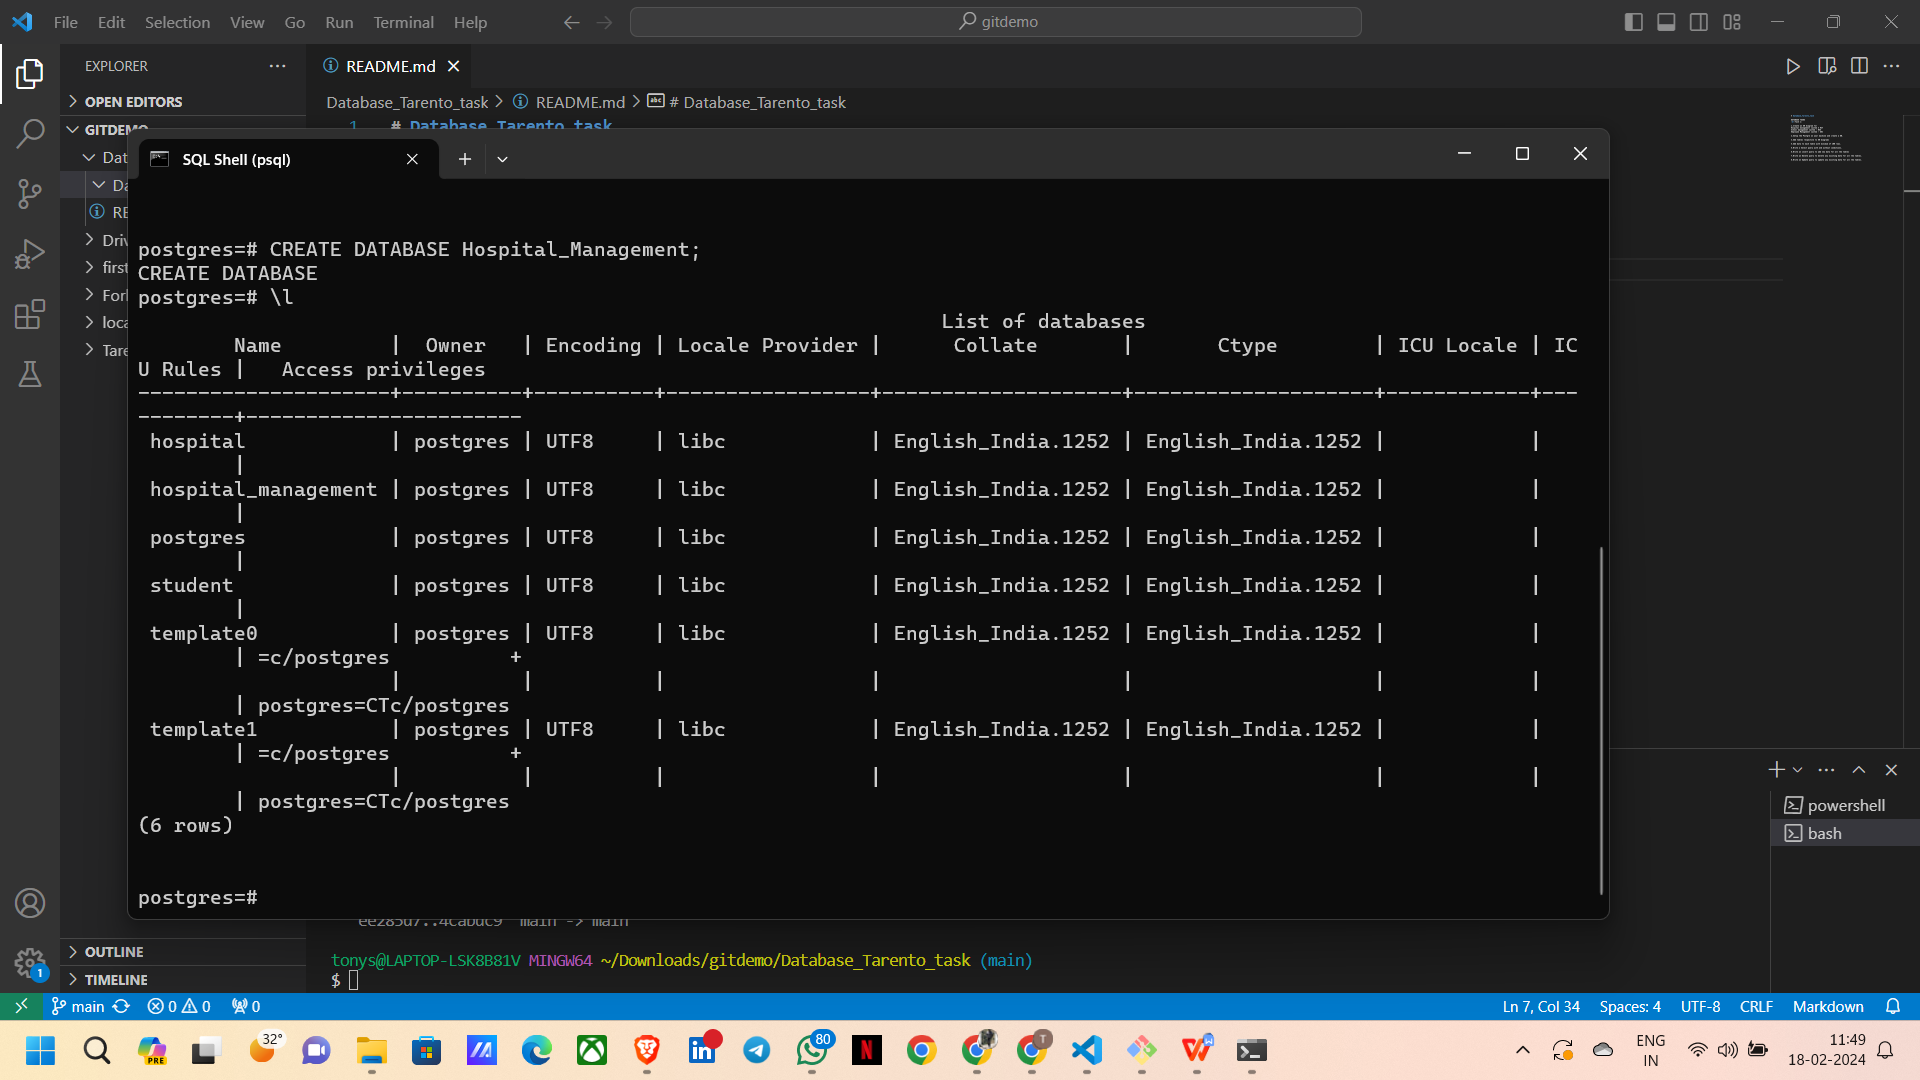 File Edit Selection View Go Run Terminal Help
gitdemo
EXPLORER
README.md
OPEN EDITORS
Database_Tarento_task > README.md > # Database_Tarento_task
GITDEMO
1 # Database_Tarento_task
Dat
Da
RE
Driv
first
For
loca
Tare
SQL Shell (psql)
postgres=# CREATE DATABASE Hospital_Management;
CREATE DATABASE
postgres=# \l
List of databases
Name | Owner | Encoding | Locale Provider | Collate | Ctype | ICU Locale | IC
U Rules | Access privileges
---------------------+----------+----------+-----------------+--------------------+--------------------+------------+---
--------+-----------------------
hospital | postgres | UTF8 | libc | English_India.1252 | English_India.1252 | |
|
hospital_management | postgres | UTF8 | libc | English_India.1252 | English_India.1252 | |
|
postgres | postgres | UTF8 | libc | English_India.1252 | English_India.1252 | |
|
student | postgres | UTF8 | libc | English_India.1252 | English_India.1252 | |
|
template0 | postgres | UTF8 | libc | English_India.1252 | English_India.1252 | |
| =c/postgres +
| | | | | | |
| postgres=CTc/postgres
template1 | postgres | UTF8 | libc | English_India.1252 | English_India.1252 | |
| =c/postgres +
| | | | | | |
| postgres=CTc/postgres
(6 rows)
postgres=#
powershell
bash
main -> main
OUTLINE
TIMELINE
tonys@LAPTOP-LSK8B81V MINGW64 ~/Downloads/gitdemo/Database_Tarento_task (main)
$
1
main 0 0 0
Ln 7, Col 34 Spaces: 4 UTF-8 CRLF Markdown
PRE
32°
80
T
ENG
IN
11:49
18-02-2024